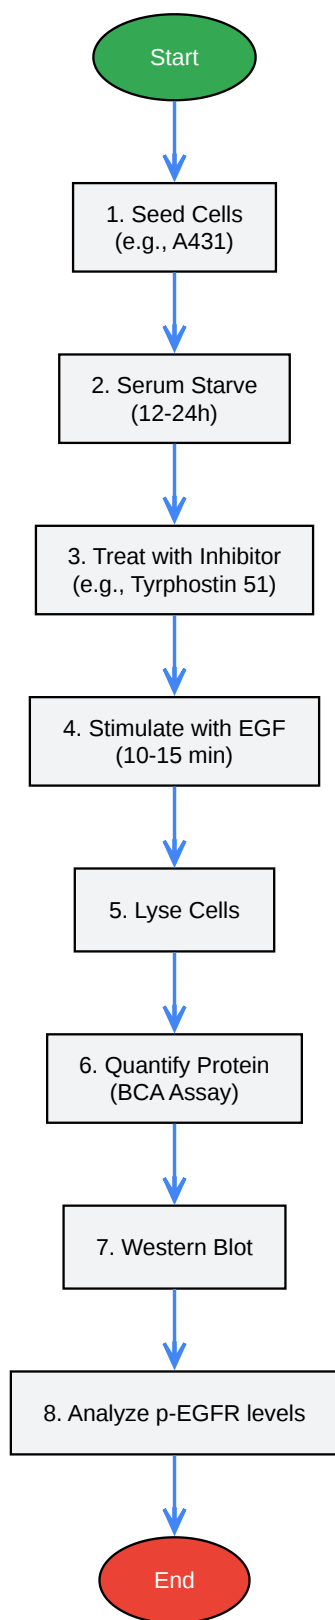 Start
1. Seed Cells
(e.g., A431)
2. Serum Starve
(12-24h)
3. Treat with Inhibitor
(e.g., Tyrphostin 51)
4. Stimulate with EGF
(10-15 min)
5. Lyse Cells
6. Quantify Protein
(BCA Assay)
7. Western Blot
8. Analyze p-EGFR levels
End